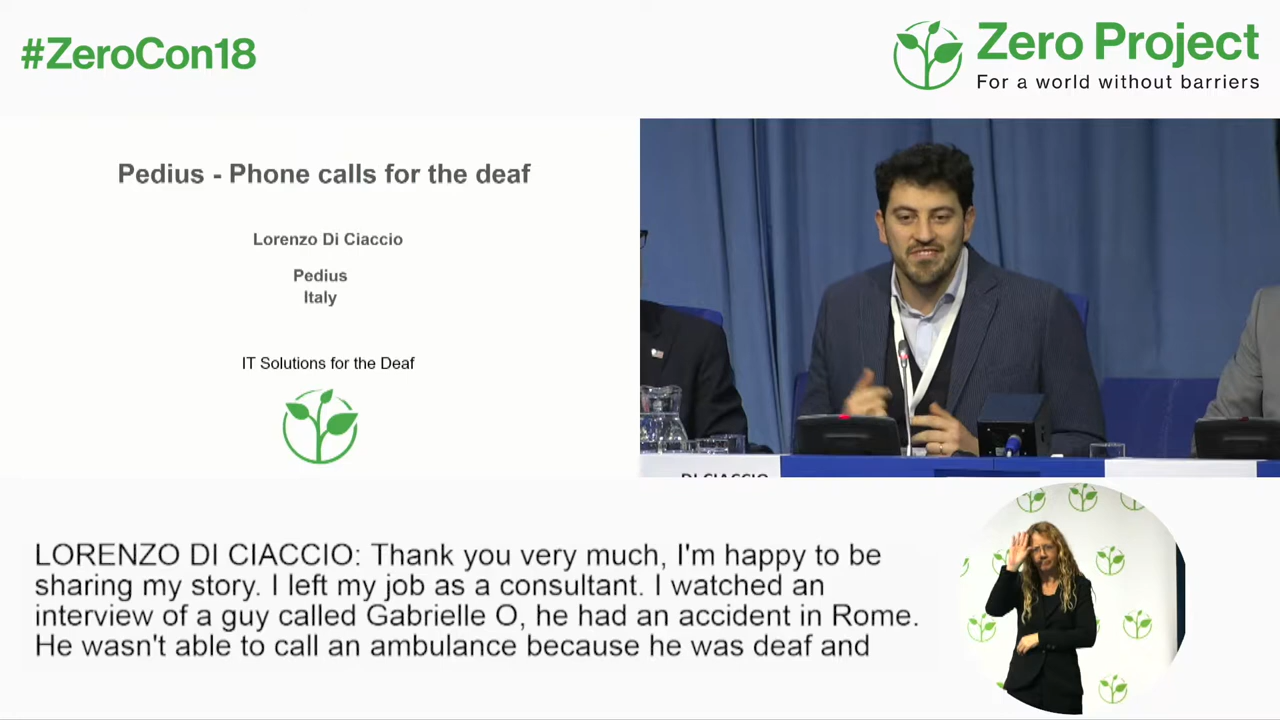 #ZeroCon18
Zero Project
For a world without barriers
Pedius - Phone calls for the deaf
Lorenzo Di Ciaccio
Pedius
Italy
IT Solutions for the Deaf
DI CIACCIO
LORENZO DI CIACCIO: Thank you very much, I'm happy to be
sharing my story. I left my job as a consultant. I watched an
interview of a guy called Gabrielle O, he had an accident in Rome.
He wasn't able to call an ambulance because he was deaf and